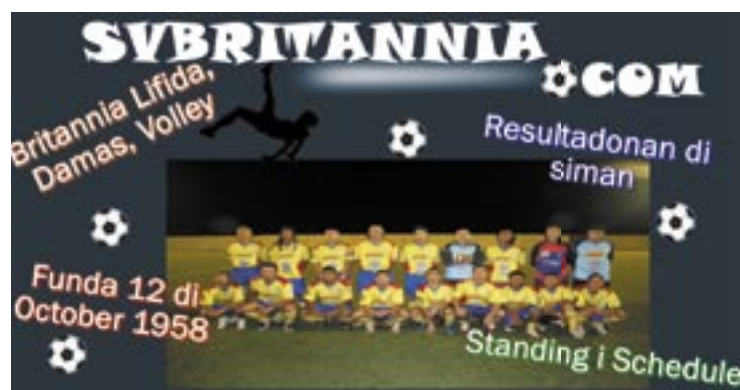 SVBRITANNIA
.COM
Britannia Lifida,
Damas, Volley
Resultadonan di
siman
Funda 12 di
October 1958
Standing i Schedule